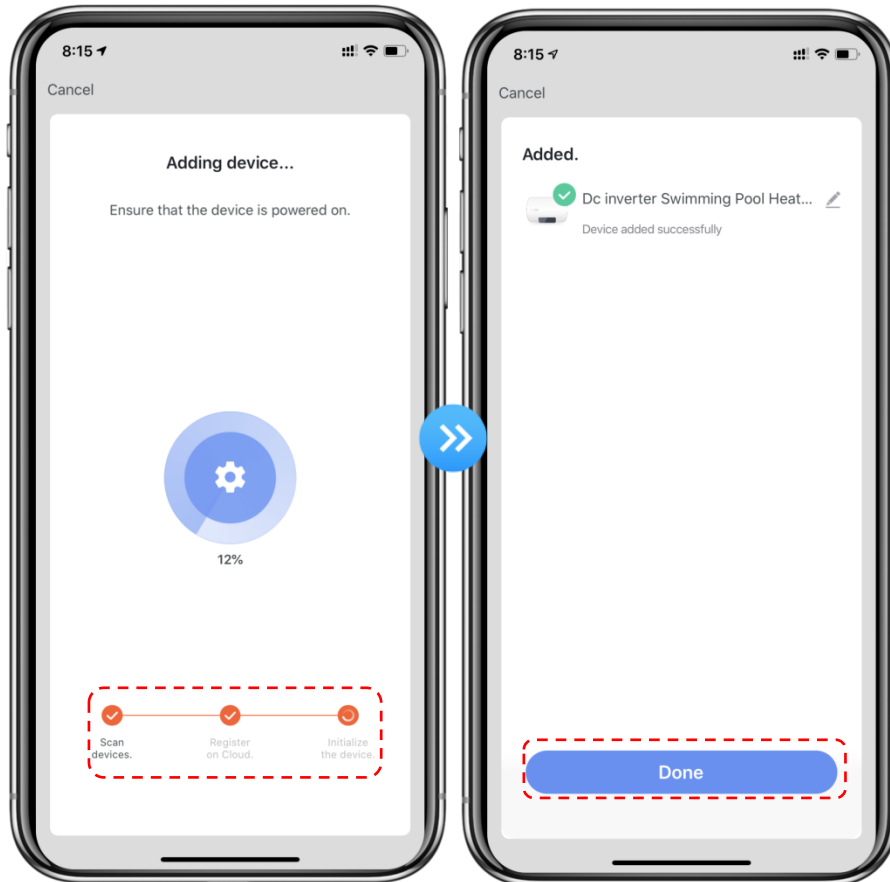 8:15
Cancel
Adding device...
Ensure that the device is powered on.
12%
Scan
devices.
Register
on Cloud.
Initialize
the device.
8:15
Cancel
Added.
Dc inverter Swimming Pool Heat...
Device added successfully
Done